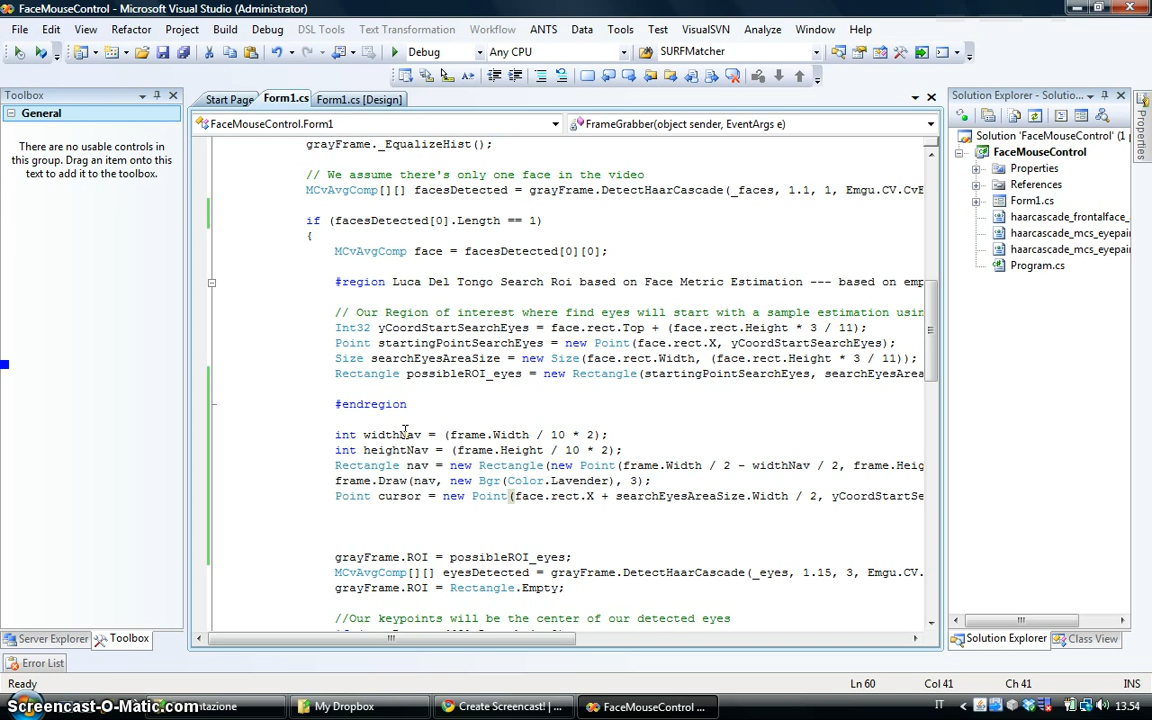 FaceMouseControl - Microsoft Visual Studio (Administrator)
File Edit View Refactor Project Build Debug DSL Tools Text Transformation Workflow ANTS Data Tools Test VisualSVN Analyze Window Help
Debug Any CPU SURFMatcher
Toolbox
General
There are no usable controls in
this group. Drag an item onto this
text to add it to the toolbox.
Start Page Form1.cs Form1.cs [Design]
FaceMouseControl.Form1 FrameGrabber(object sender, EventArgs e)
grayFrame._EqualizeHist();
// We assume there's only one face in the video
MCvAvgComp[][] facesDetected = grayFrame.DetectHaarCascade(_faces, 1.1, 1, Emgu.CV.CvE
if (facesDetected[0].Length == 1)
{
MCvAvgComp face = facesDetected[0][0];
#region Luca Del Tongo Search Roi based on Face Metric Estimation --- based on emp
// Our Region of interest where find eyes will start with a sample estimation usin
Int32 yCoordStartSearchEyes = face.rect.Top + (face.rect.Height * 3 / 11);
Point startingPointSearchEyes = new Point(face.rect.X, yCoordStartSearchEyes);
Size searchEyesAreaSize = new Size(face.rect.Width, (face.rect.Height * 3 / 11));
Rectangle possibleROI_eyes = new Rectangle(startingPointSearchEyes, searchEyesArea
#endregion
int widthNav = (frame.Width / 10 * 2);
int heightNav = (frame.Height / 10 * 2);
Rectangle nav = new Rectangle(new Point(frame.Width / 2 - widthNav / 2, frame.Heig
frame.Draw(nav, new Bgr(Color.Lavender), 3);
Point cursor = new Point(face.rect.X + searchEyesAreaSize.Width / 2, yCoordStartSe
grayFrame.ROI = possibleROI_eyes;
MCvAvgComp[][] eyesDetected = grayFrame.DetectHaarCascade(_eyes, 1.15, 3, Emgu.CV.
grayFrame.ROI = Rectangle.Empty;
//Our keypoints will be the center of our detected eyes
Solution Explorer - Solutio...
Solution 'FaceMouseControl' (1 p
FaceMouseControl
Properties
References
Form1.cs
haarcascade_frontalface_
haarcascade_mcs_eyepair
haarcascade_mcs_eyepair
Program.cs
Properties
Server Explorer Toolbox
Solution Explorer Class View
Error List
Ready Ln 60 Col 41 Ch 41 INS
Screencast-O-Matic.com
tazione My Dropbox Create Screencast! | ... FaceMouseControl ... IT 13.54